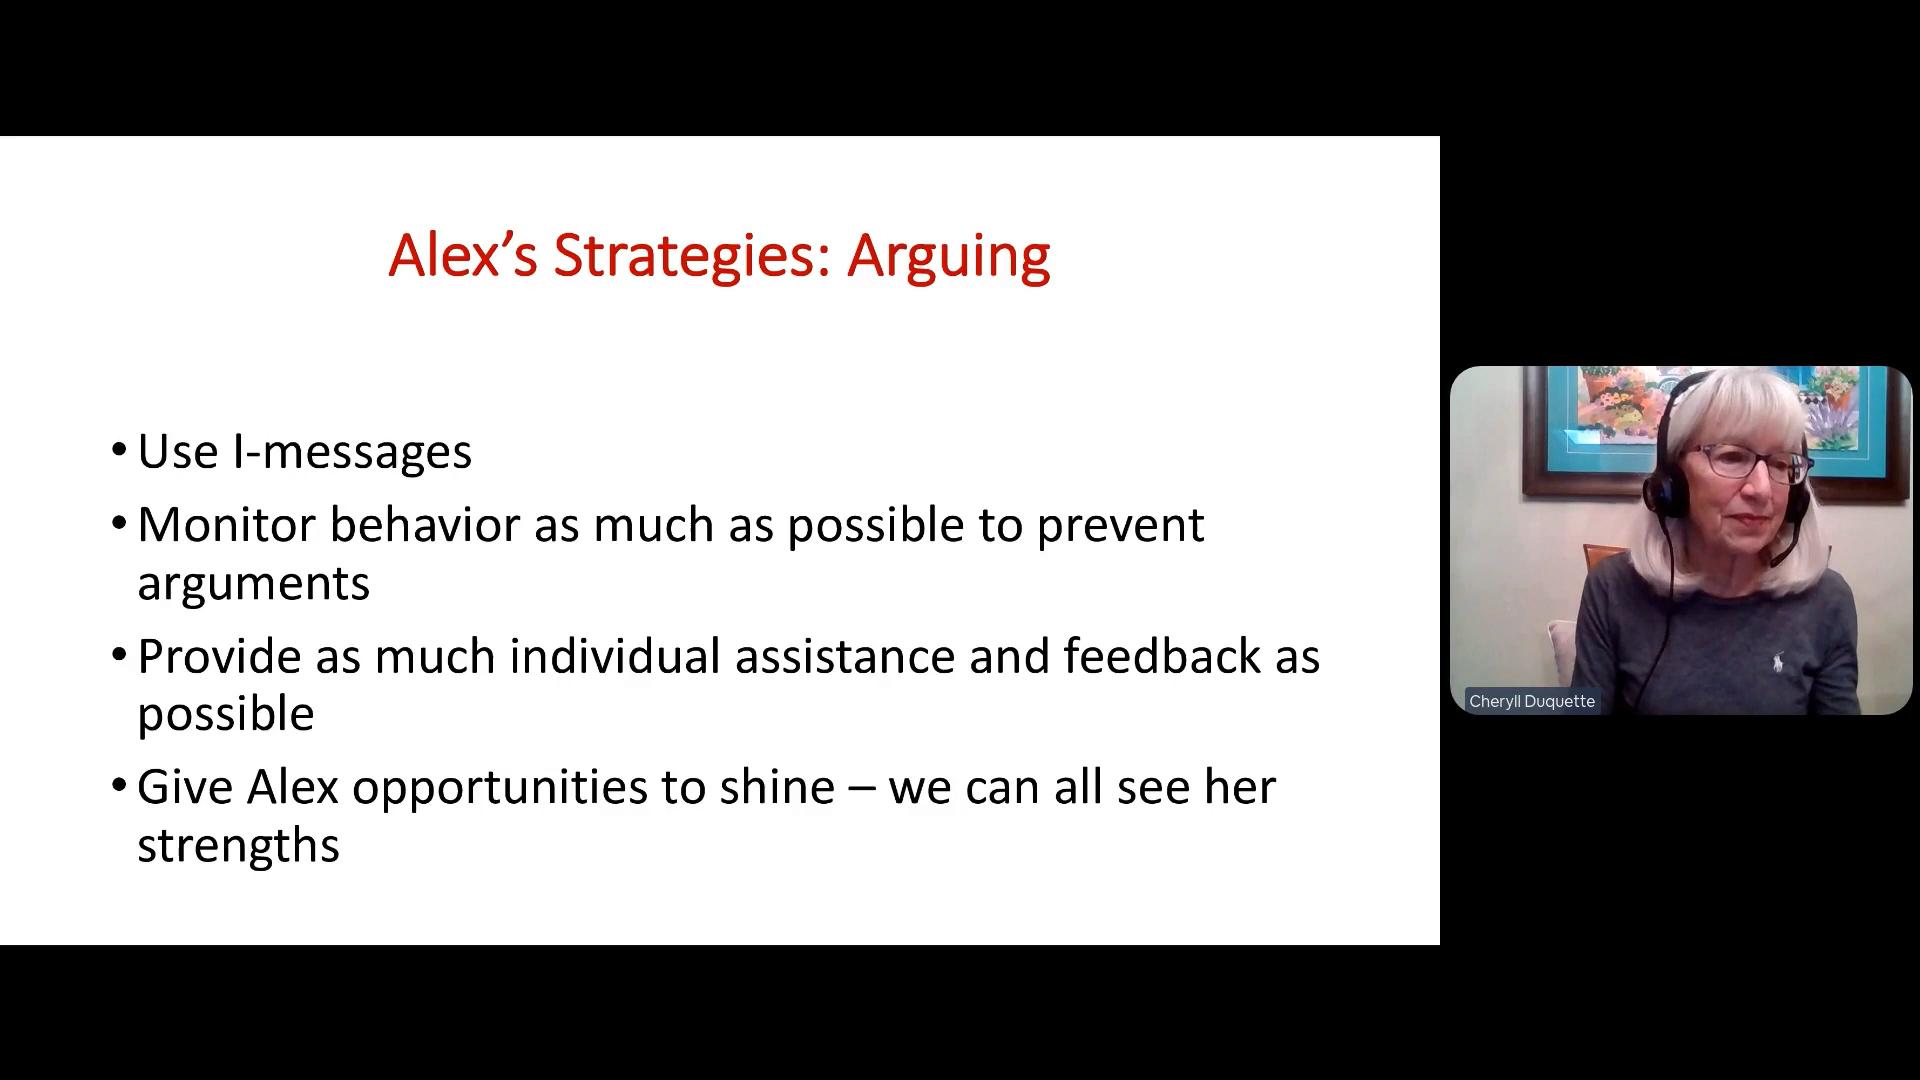 Alex’s Strategies: Arguing
• Use I-messages
• Monitor behavior as much as possible to prevent
arguments
• Provide as much individual assistance and feedback as
possible
• Give Alex opportunities to shine – we can all see her
strengths
Cheryll Duquette